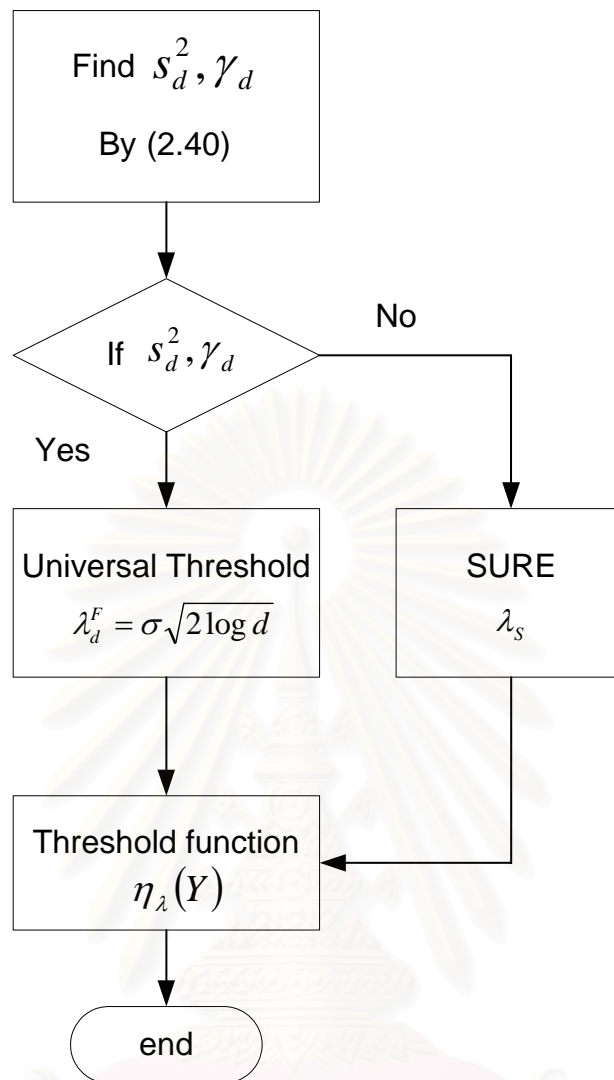 Find $s_d^2, \gamma_d$
By (2.40)
If $s_d^2, \gamma_d$
No
Yes
Universal Threshold
$\lambda_d^F = \sigma\sqrt{2 \log d}$
SURE
$\lambda_s$
Threshold function
$\eta_\lambda(Y)$
end